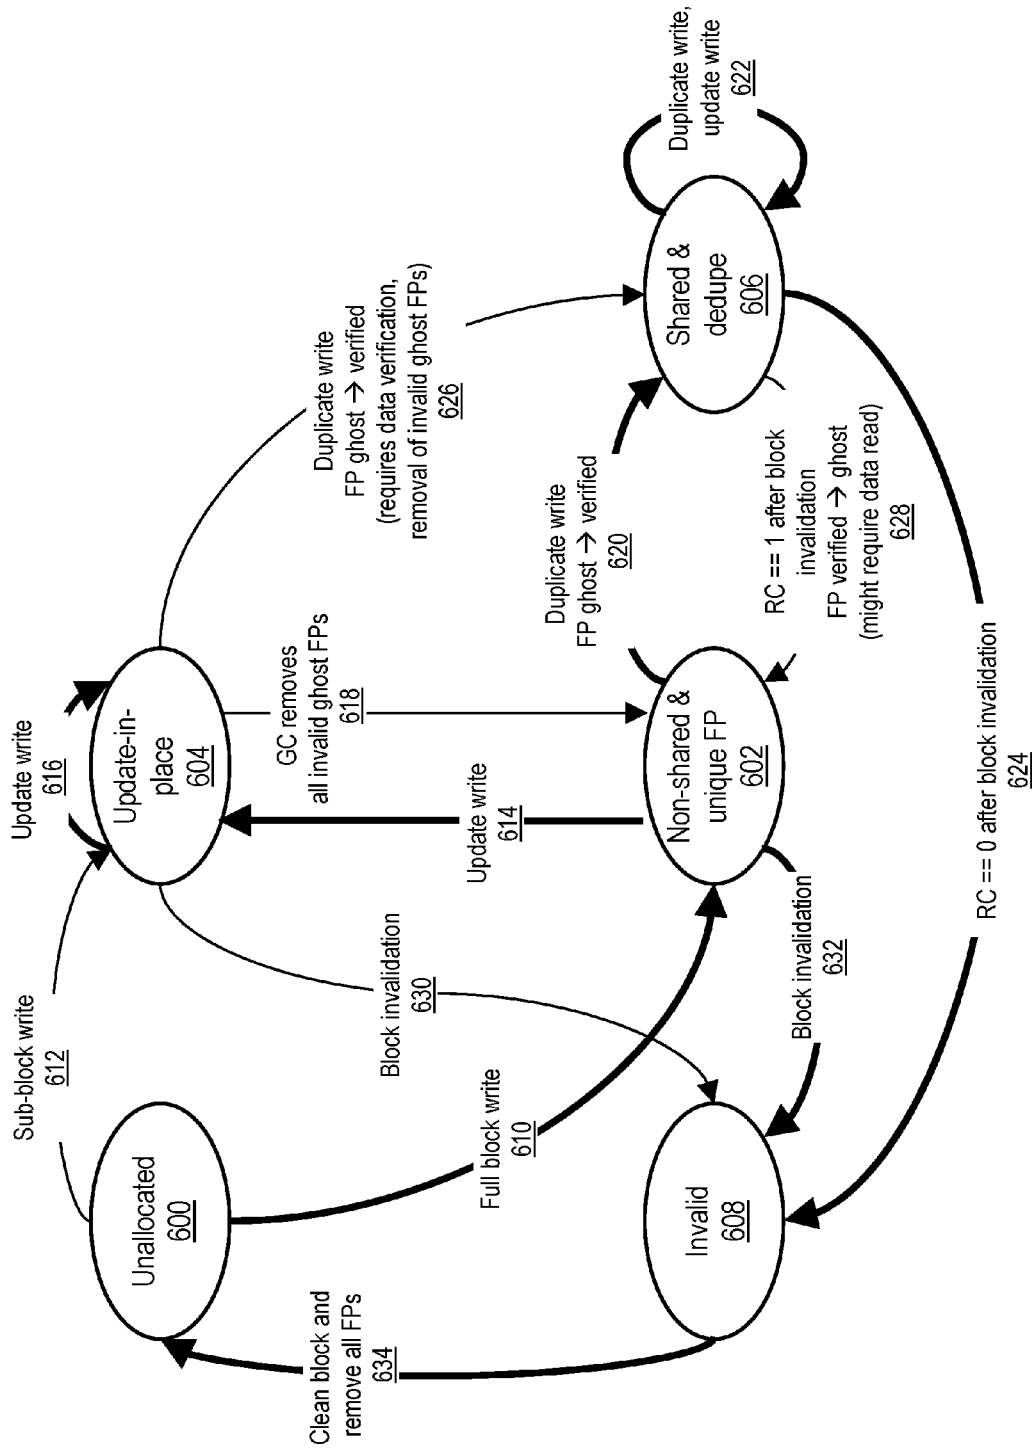 Sub-block write
612
Update write
616
Unallocated
600
Update-in-
place
604
Duplicate write
FP ghost → verified
(requires data verification,
removal of invalid ghost FPs)
626
GC removes
all invalid ghost FPs
618
Clean block and
remove all FPs
634
Block invalidation
630
Update write
614
Full block write
610
Duplicate write
FP ghost → verified
620
Duplicate write,
update write
622
Invalid
608
Non-shared &
unique FP
602
Shared &
dedupe
606
Block invalidation
632
RC == 1 after block
invalidation
FP verified → ghost
(might require data read)
628
RC == 0 after block invalidation
624